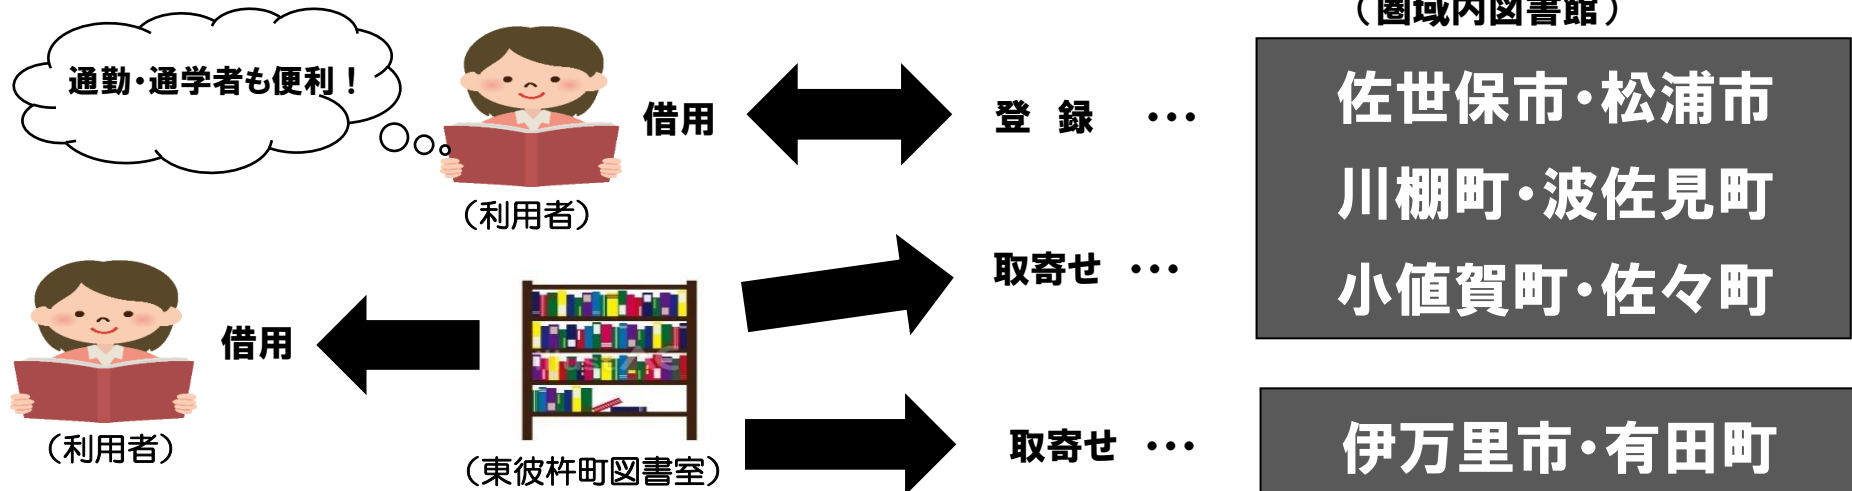 （圏域内図書館）
通勤・通学者も便利！
借用
登 録 ・・・
佐世保市・松浦市
川棚町・波佐見町
小値賀町・佐々町
（利用者）
取寄せ ・・・
借用
（利用者）
（東彼杵町図書室）
取寄せ ・・・
伊万里市・有田町